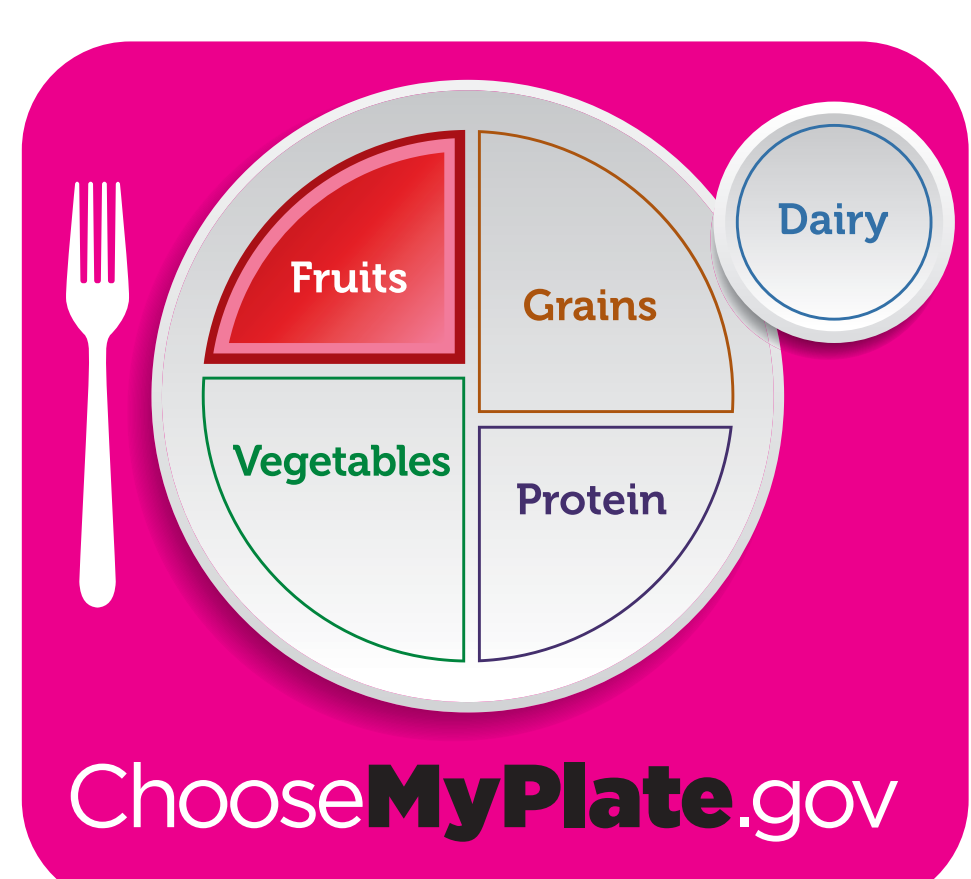 Dairy
Fruits
Grains
Vegetables
Protein
ChooseMyPlate.gov